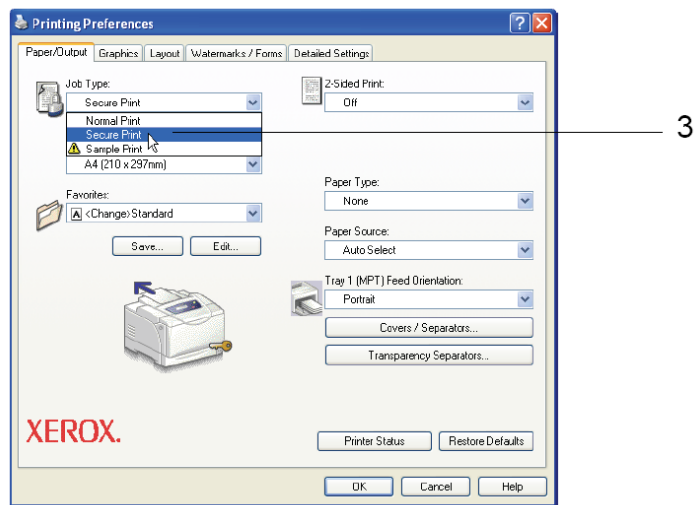 Printing Preferences
Paper/Output Graphics Layout Watermarks / Forms Detailed Settings
Job Type:
Secure Print
Normal Print
Secure Print
Sample Print
A4 (210 x 297mm)
Favorites:
A <Change>Standard
Save... Edit...
2-Sided Print:
Off
Paper Type:
None
Paper Source:
Auto Select
Tray 1 (MPT) Feed Orientation:
Portrait
Covers / Separators...
Transparency Separators...
XEROX.
Printer Status Restore Defaults
OK Cancel Help
3